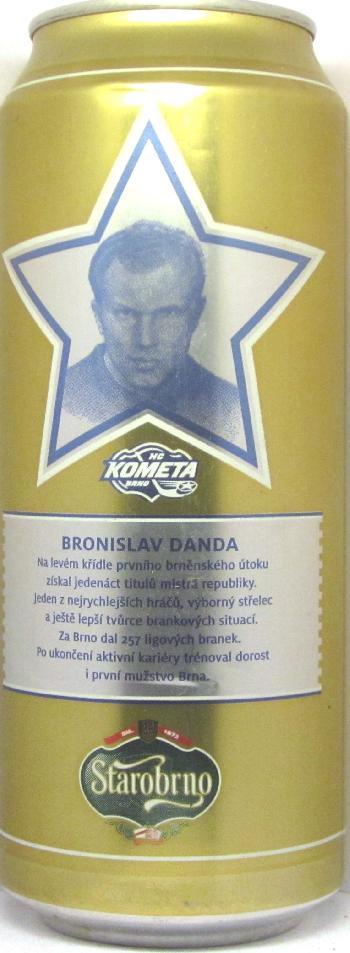 HC
KOMETA
BRNO
BRONISLAV DANDA
Na levém křídle prvního brněnského útoku
získal jedenáct titulů mistra republiky.
Jeden z nejrychlejších hráčů, výborný střelec
a ještě lepší tvůrce brankových situací.
Za Brno dal 257 ligových branek.
Po ukončení aktivní kariéry trénoval dorost
i první mužstvo Brna.
Starobrno